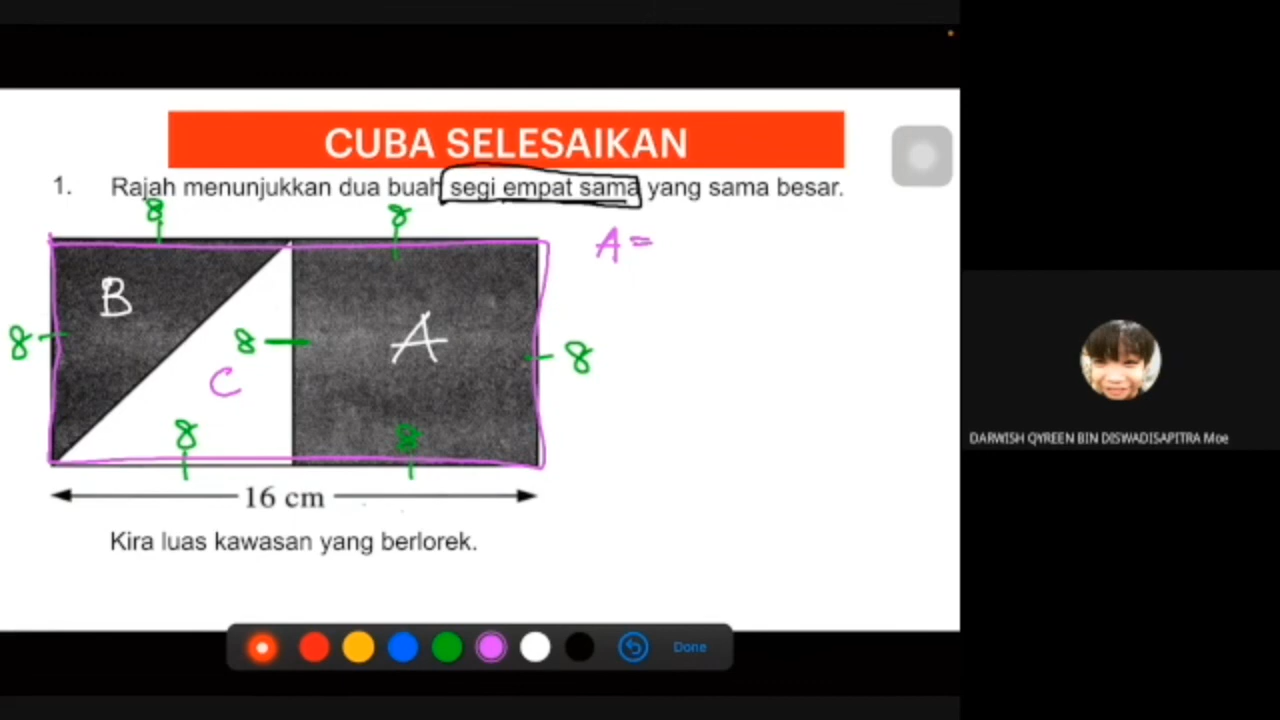 CUBA SELESAIKAN
1. Rajah menunjukkan dua buah segi empat sama yang sama besar.
8 8
A =
B
8 8 A 8
C
8 8
16 cm
Kira luas kawasan yang berlorek.
Done
DARWISH QYREEN BIN DISWADISAPITRA Moe